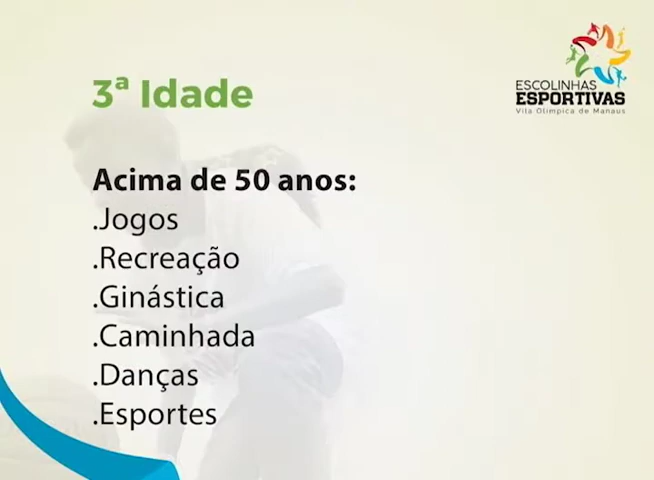 ESCOLINHAS
ESPORTIVAS
Vila Olímpica de Manaus
3ª Idade
Acima de 50 anos:
.Jogos
.Recreação
.Ginástica
.Caminhada
.Danças
.Esportes